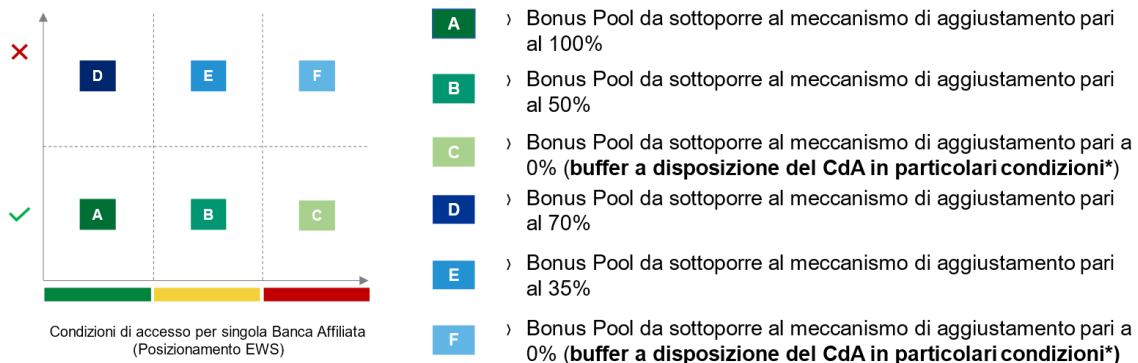 D
E
F
A
B
C
Condizioni di accesso per singola Banca Affiliata
(Posizionamento EWS)
A
› Bonus Pool da sottoporre al meccanismo di aggiustamento pari
al 100%
B
› Bonus Pool da sottoporre al meccanismo di aggiustamento pari
al 50%
C
› Bonus Pool da sottoporre al meccanismo di aggiustamento pari a
0% (buffer a disposizione del CdA in particolari condizioni*)
D
› Bonus Pool da sottoporre al meccanismo di aggiustamento pari
al 70%
E
› Bonus Pool da sottoporre al meccanismo di aggiustamento pari
al 35%
F
› Bonus Pool da sottoporre al meccanismo di aggiustamento pari a
0% (buffer a disposizione del CdA in particolari condizioni*)